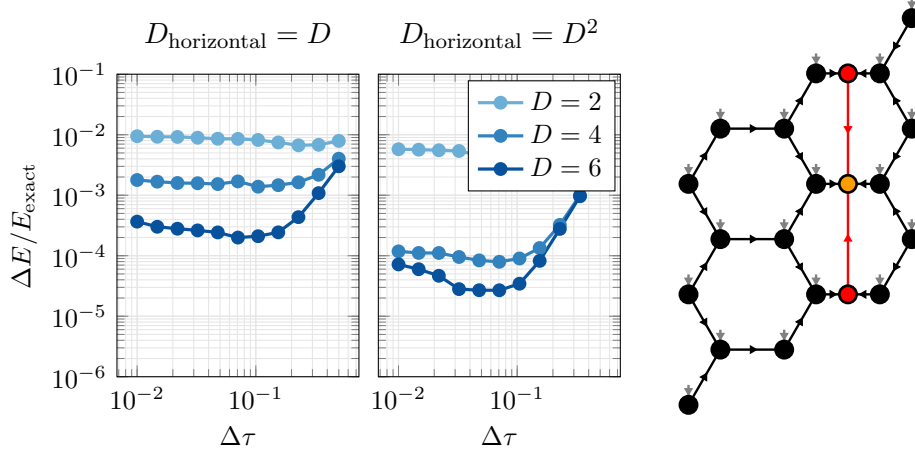 D_horizontal = D
D_horizontal = D²
ΔE/E_exact
10⁻¹
10⁻²
10⁻³
10⁻⁴
10⁻⁵
10⁻⁶
D = 2
D = 4
D = 6
10⁻² 10⁻¹
10⁻² 10⁻¹
Δτ
Δτ